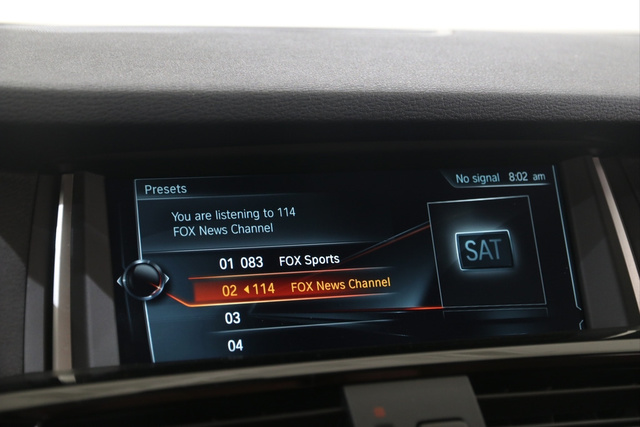 No signal 8:02 am
Presets
You are listening to 114
FOX News Channel
SAT
01 083 FOX Sports
02 ◂114 FOX News Channel
03
04